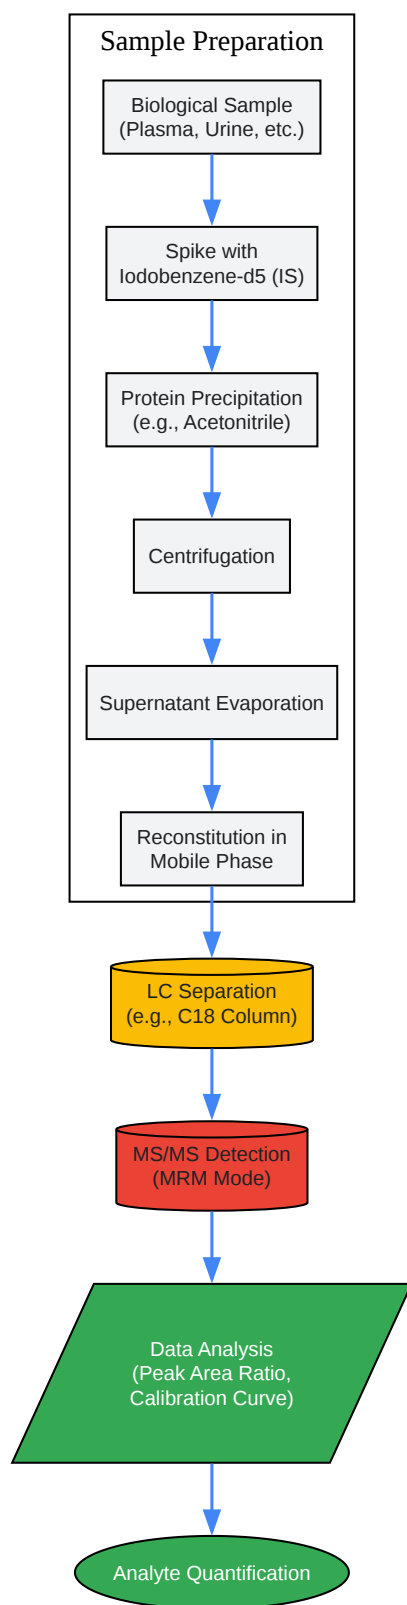 Sample Preparation
Biological Sample
(Plasma, Urine, etc.)
Spike with
Iodobenzene-d5 (IS)
Protein Precipitation
(e.g., Acetonitrile)
Centrifugation
Supernatant Evaporation
Reconstitution in
Mobile Phase
LC Separation
(e.g., C18 Column)
MS/MS Detection
(MRM Mode)
Data Analysis
(Peak Area Ratio,
Calibration Curve)
Analyte Quantification